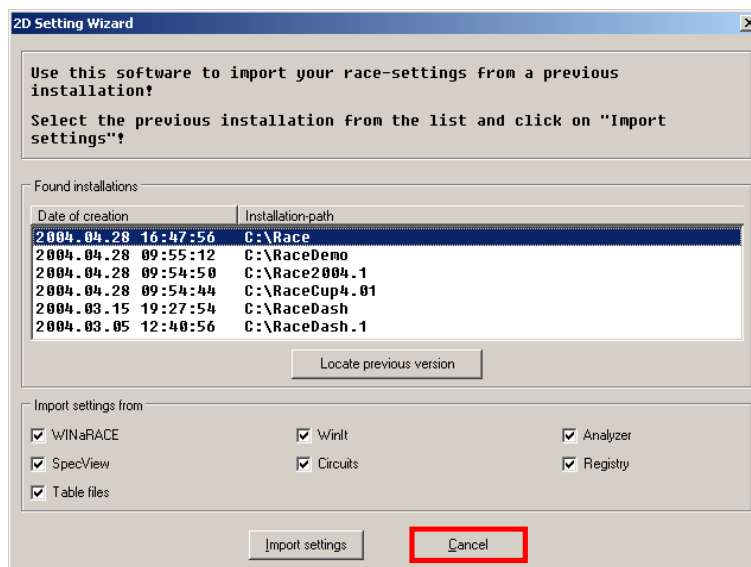 2D Setting Wizard
Use this software to import your race-settings from a previous
installation!
Select the previous installation from the list and click on "Import
settings"!
Found installations
Date of creation Installation-path
2004.04.28 16:47:56 C:\Race
2004.04.28 09:55:12 C:\RaceDemo
2004.04.28 09:54:50 C:\Race2004.1
2004.04.28 09:54:44 C:\RaceCup4.01
2004.03.15 19:27:54 C:\RaceDash
2004.03.05 12:40:56 C:\RaceDash.1
Locate previous version
Import settings from
WINaRACE WinIt Analyzer
SpecView Circuits Registry
Table files
Import settings Cancel